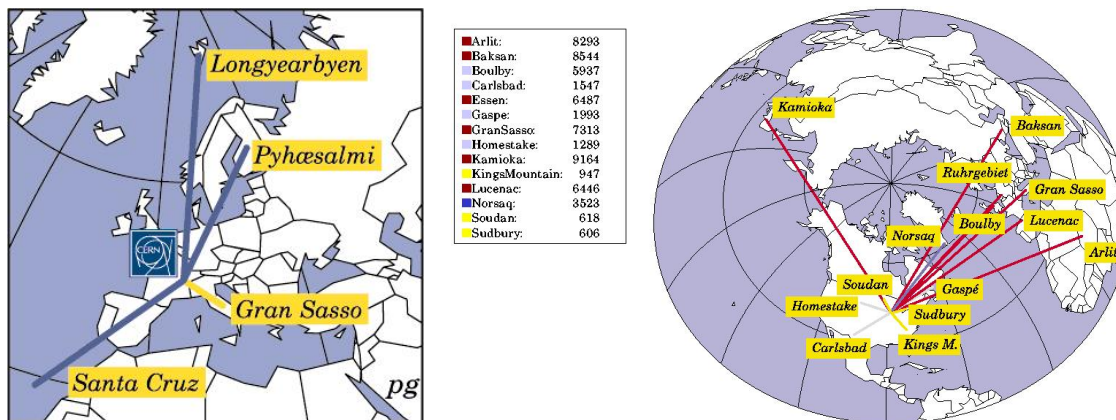 Longyearbyen
Pyhæsalmi
CERN
Gran Sasso
Santa Cruz
pg
Arlit: 8293
Baksan: 8544
Boulby: 5937
Carlsbad: 1547
Essen: 6487
Gaspe: 1993
GranSasso: 7313
Homestake: 1289
Kamioka: 9164
KingsMountain: 947
Lucenac: 6446
Norsaq: 3523
Soudan: 618
Sudbury: 606
Kamioka
Baksan
Ruhrgebiet
Gran Sasso
Boulby
Lucenac
Norsaq
Arlit
Soudan
Gaspé
Homestake
Sudbury
Carlsbad
Kings M.